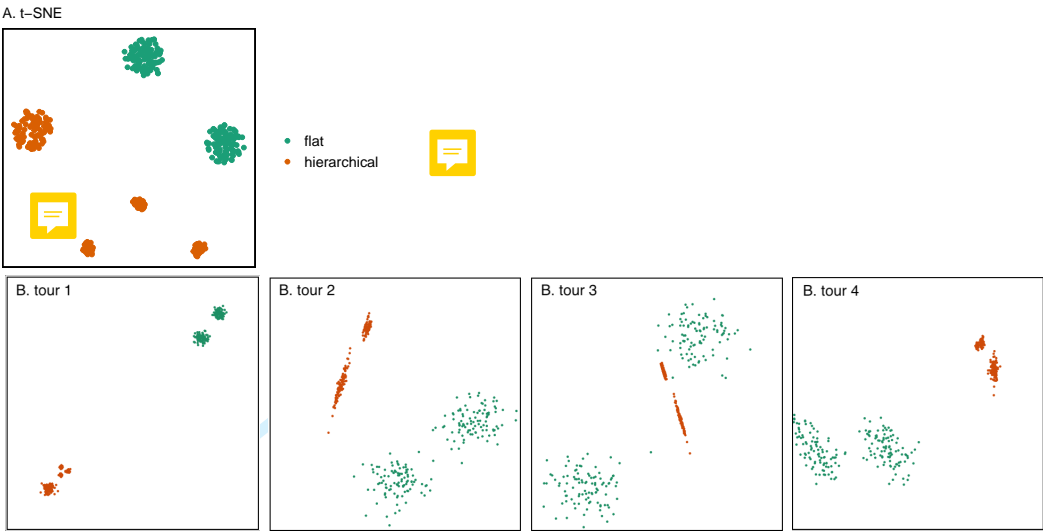 A. t−SNE
flat
hierarchical
B. tour 1
B. tour 2
B. tour 3
B. tour 4